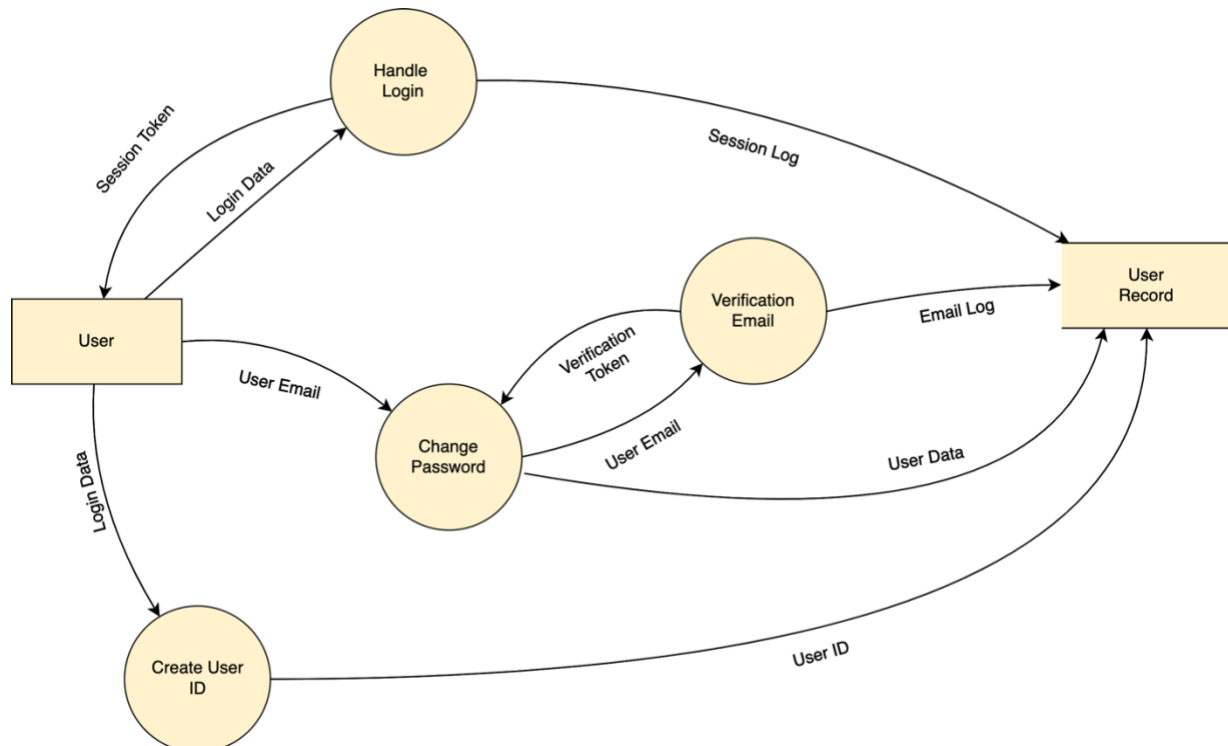 Handle
Login
Session Token
Login Data
Session Log
User
Record
Verification
Email
Email Log
User
Verification
Token
User Email
Change
Password
User Email
User Data
Login Data
User ID
Create User
ID